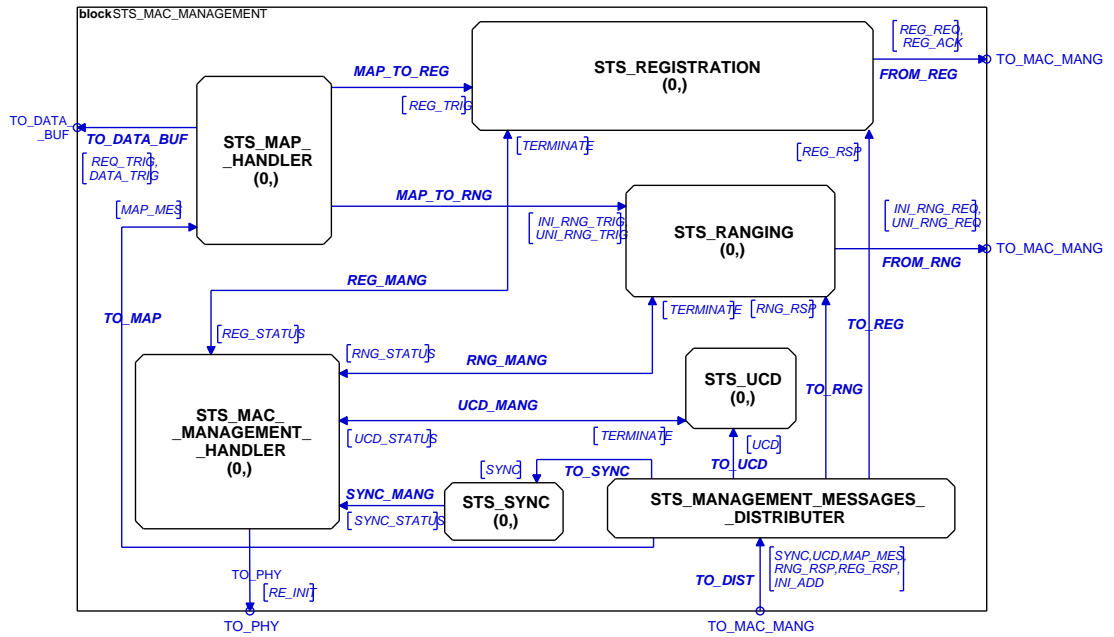 block STS_MAC_MANAGEMENT
[REG_REQ,
REG_ACK]
STS_REGISTRATION
(0,)
MAP_TO_REG
[REG_TRIG]
FROM_REG
TO_MAC_MANG
TO_DATA_
_BUF
TO_DATA_BUF
[REQ_TRIG,
DATA_TRIG]
STS_MAP_
_HANDLER
(0,)
[TERMINATE]
[REG_RSP]
[MAP_MES]
MAP_TO_RNG
[INI_RNG_TRIG,
UNI_RNG_TRIG]
STS_RANGING
(0,)
[INI_RNG_REQ,
UNI_RNG_REQ]
FROM_RNG
TO_MAC_MANG
REG_MANG
TO_MAP
[TERMINATE]
[RNG_RSP]
TO_REG
[REG_STATUS]
[RNG_STATUS]
RNG_MANG
STS_UCD
(0,)
TO_RNG
STS_MAC_
_MANAGEMENT_
_HANDLER
(0,)
UCD_MANG
[UCD_STATUS]
[TERMINATE]
[UCD]
TO_UCD
[SYNC]
TO_SYNC
SYNC_MANG
[SYNC_STATUS]
STS_SYNC
(0,)
STS_MANAGEMENT_MESSAGES_
_DISTRIBUTER
TO_PHY
[RE_INIT]
TO_DIST
[SYNC,UCD,MAP_MES,
RNG_RSP,REG_RSP,
INI_ADD]
TO_PHY
TO_MAC_MANG